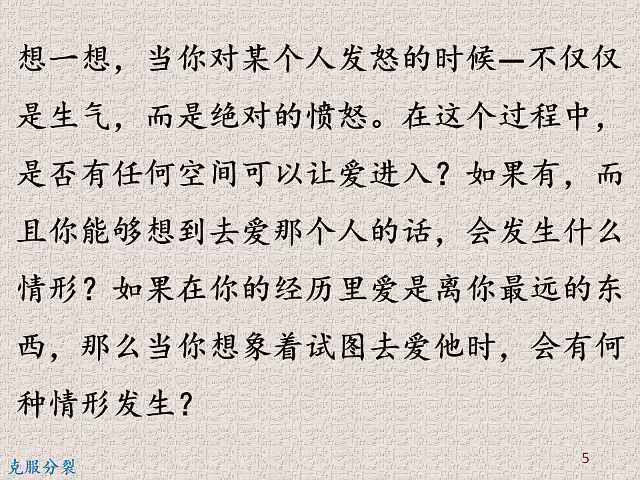 想一想，当你对某个人发怒的时候—不仅仅
是生气，而是绝对的愤怒。在这个过程中，
是否有任何空间可以让爱进入？如果有，而
且你能够想到去爱那个人的话，会发生什么
情形？如果在你的经历里爱是离你最远的东
西，那么当你想象着试图去爱他时，会有何
种情形发生？
克服分裂
5